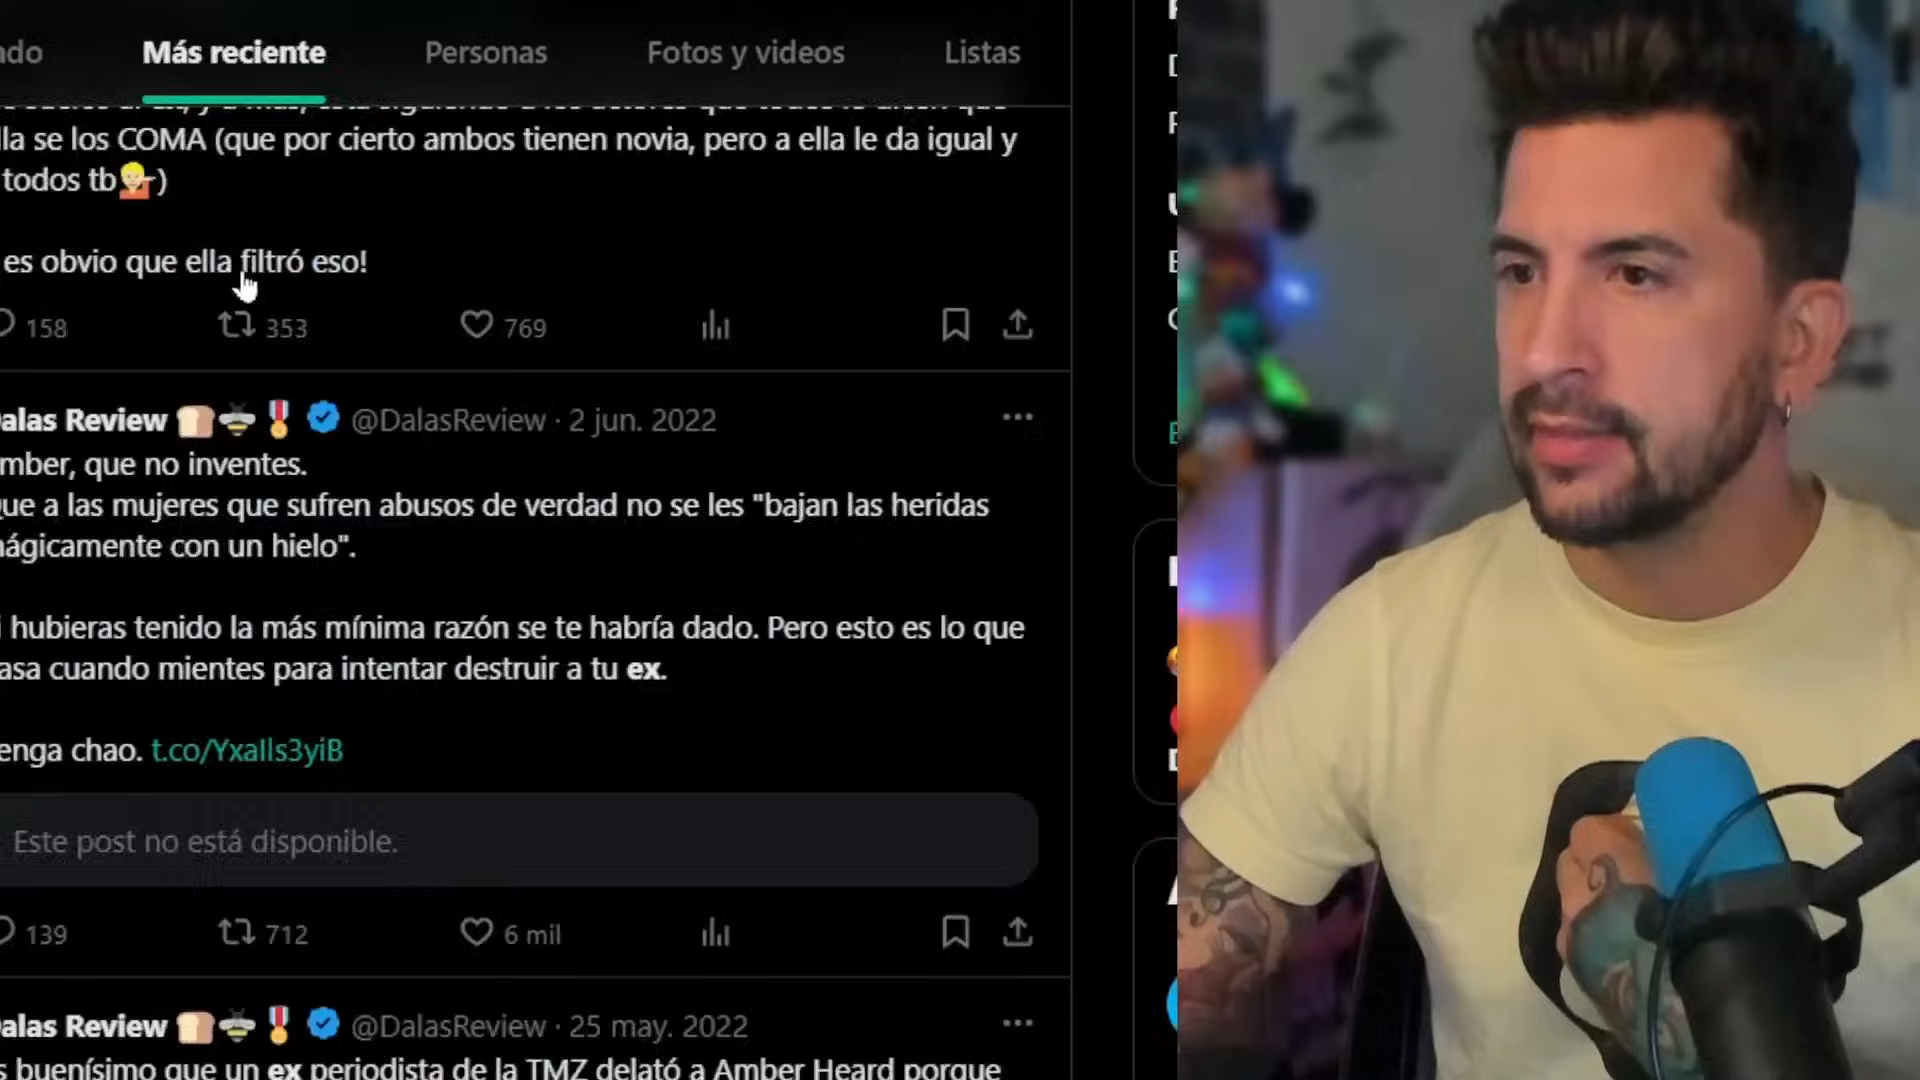 ado
Más reciente
Personas
Fotos y videos
Listas
lla se los COMA (que por cierto ambos tienen novia, pero a ella le da igual y
todos tb💁🏼)
es obvio que ella filtró eso!
158
353
769
alas Review 🍞🐝🎖️ @DalasReview · 2 jun. 2022
mber, que no inventes.
ue a las mujeres que sufren abusos de verdad no se les "bajan las heridas
mágicamente con un hielo".
i hubieras tenido la más mínima razón se te habría dado. Pero esto es lo que
asa cuando mientes para intentar destruir a tu ex.
enga chao. t.co/YxaIls3yiB
Este post no está disponible.
139
712
6 mil
alas Review 🍞🐝🎖️ @DalasReview · 25 may. 2022
s buenísimo que un ex periodista de la TMZ delató a Amber Heard porque